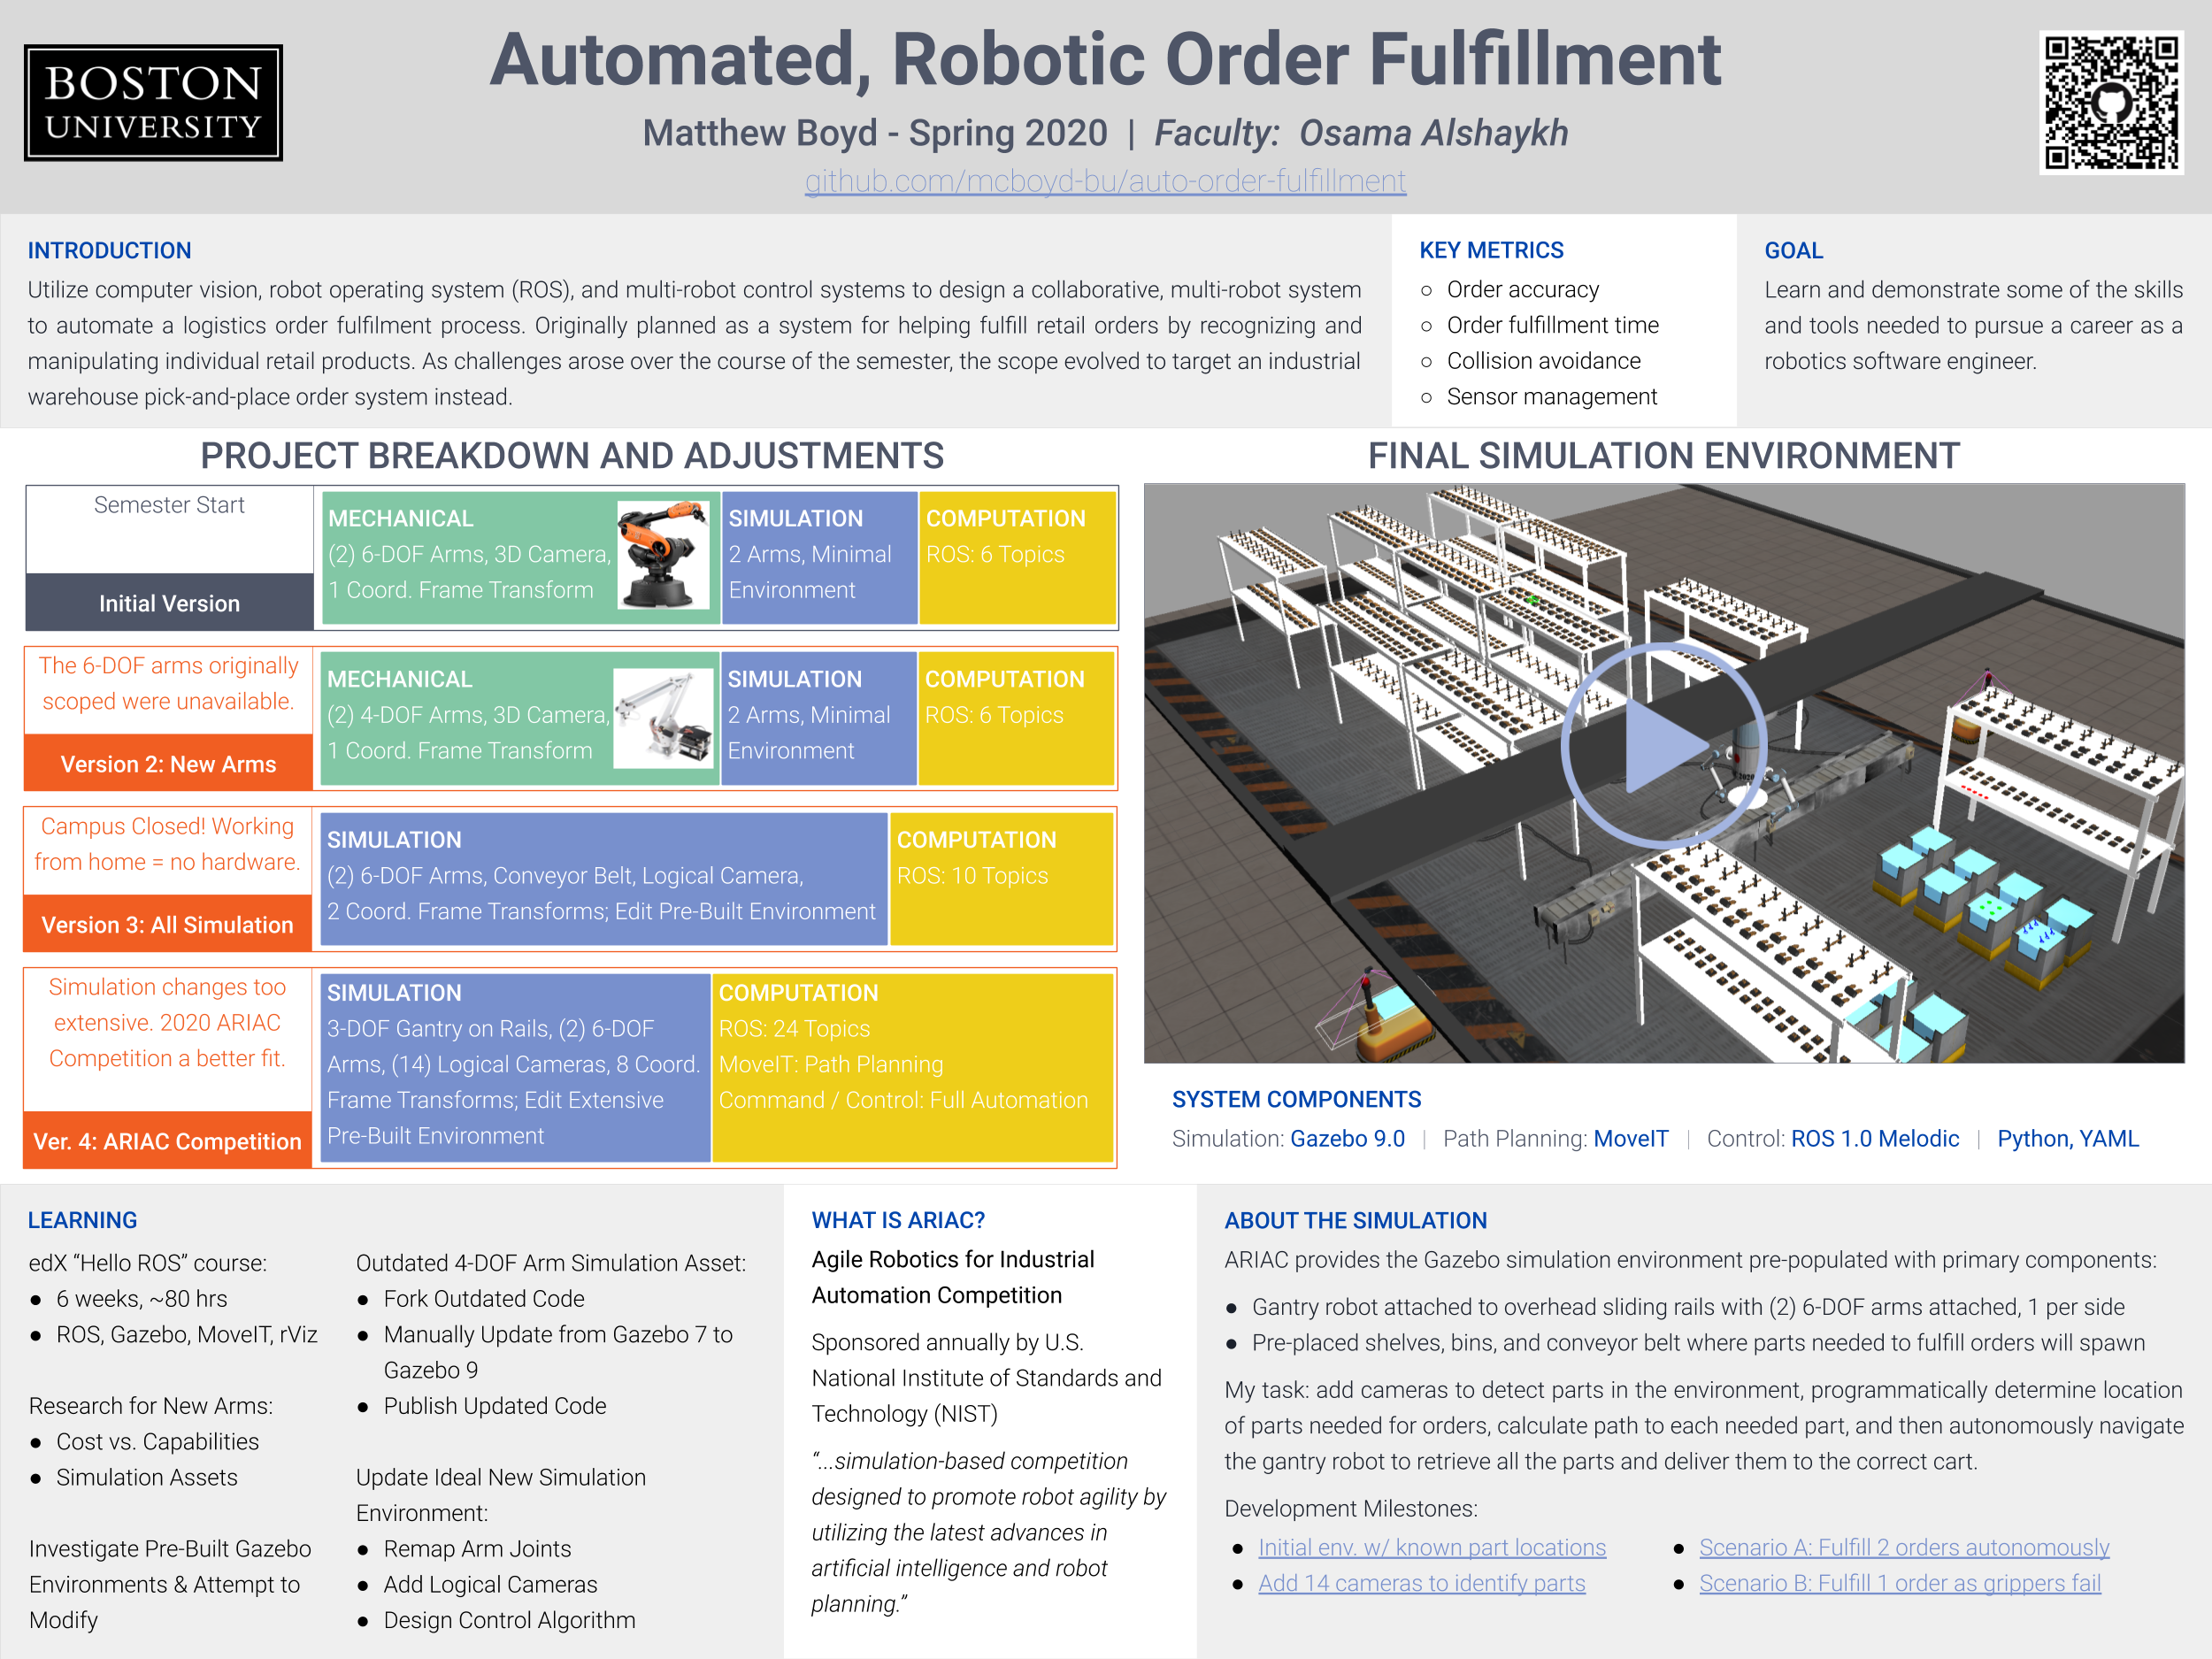 BOSTON
UNIVERSITY
Automated, Robotic Order Fulfillment
Matthew Boyd - Spring 2020 | Faculty: Osama Alshaykh
github.com/mcboyd-bu/auto-order-fulfillment
INTRODUCTION
Utilize computer vision, robot operating system (ROS), and multi-robot control systems to design a collaborative, multi-robot system
to automate a logistics order fulfilment process. Originally planned as a system for helping fulfill retail orders by recognizing and
manipulating individual retail products. As challenges arose over the course of the semester, the scope evolved to target an industrial
warehouse pick-and-place order system instead.
KEY METRICS
○ Order accuracy
○ Order fulfillment time
○ Collision avoidance
○ Sensor management
GOAL
Learn and demonstrate some of the skills
and tools needed to pursue a career as a
robotics software engineer.
PROJECT BREAKDOWN AND ADJUSTMENTS
Semester Start
Initial Version
MECHANICAL
(2) 6-DOF Arms, 3D Camera,
1 Coord. Frame Transform
SIMULATION
2 Arms, Minimal
Environment
COMPUTATION
ROS: 6 Topics
The 6-DOF arms originally
scoped were unavailable.
Version 2: New Arms
MECHANICAL
(2) 4-DOF Arms, 3D Camera,
1 Coord. Frame Transform
SIMULATION
2 Arms, Minimal
Environment
COMPUTATION
ROS: 6 Topics
Campus Closed! Working
from home = no hardware.
Version 3: All Simulation
SIMULATION
(2) 6-DOF Arms, Conveyor Belt, Logical Camera,
2 Coord. Frame Transforms; Edit Pre-Built Environment
COMPUTATION
ROS: 10 Topics
Simulation changes too
extensive. 2020 ARIAC
Competition a better fit.
Ver. 4: ARIAC Competition
SIMULATION
3-DOF Gantry on Rails, (2) 6-DOF
Arms, (14) Logical Cameras, 8 Coord.
Frame Transforms; Edit Extensive
Pre-Built Environment
COMPUTATION
ROS: 24 Topics
MoveIT: Path Planning
Command / Control: Full Automation
FINAL SIMULATION ENVIRONMENT
2020
SYSTEM COMPONENTS
Simulation: Gazebo 9.0 | Path Planning: MoveIT | Control: ROS 1.0 Melodic | Python, YAML
LEARNING
edX “Hello ROS” course:
● 6 weeks, ~80 hrs
● ROS, Gazebo, MoveIT, rViz
Research for New Arms:
● Cost vs. Capabilities
● Simulation Assets
Investigate Pre-Built Gazebo
Environments & Attempt to
Modify
Outdated 4-DOF Arm Simulation Asset:
● Fork Outdated Code
● Manually Update from Gazebo 7 to
Gazebo 9
● Publish Updated Code
Update Ideal New Simulation
Environment:
● Remap Arm Joints
● Add Logical Cameras
● Design Control Algorithm
WHAT IS ARIAC?
Agile Robotics for Industrial
Automation Competition
Sponsored annually by U.S.
National Institute of Standards and
Technology (NIST)
“...simulation-based competition
designed to promote robot agility by
utilizing the latest advances in
artificial intelligence and robot
planning.”
ABOUT THE SIMULATION
ARIAC provides the Gazebo simulation environment pre-populated with primary components:
● Gantry robot attached to overhead sliding rails with (2) 6-DOF arms attached, 1 per side
● Pre-placed shelves, bins, and conveyor belt where parts needed to fulfill orders will spawn
My task: add cameras to detect parts in the environment, programmatically determine location
of parts needed for orders, calculate path to each needed part, and then autonomously navigate
the gantry robot to retrieve all the parts and deliver them to the correct cart.
Development Milestones:
● Initial env. w/ known part locations
● Add 14 cameras to identify parts
● Scenario A: Fulfill 2 orders autonomously
● Scenario B: Fulfill 1 order as grippers fail